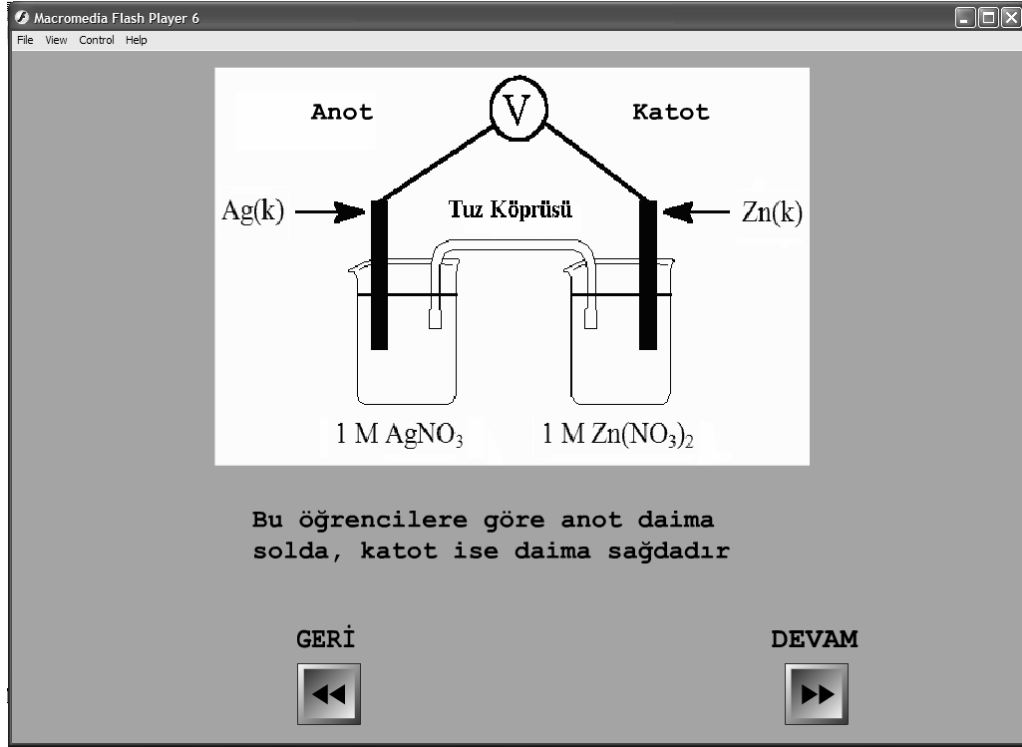 Macromedia Flash Player 6
File View Control Help
Anot V Katot
Ag(k) Tuz Köprüsü Zn(k)
1 M AgNO₃ 1 M Zn(NO₃)₂
Bu öğrencilere göre anot daima
solda, katot ise daima sağdadır
GERİ DEVAM